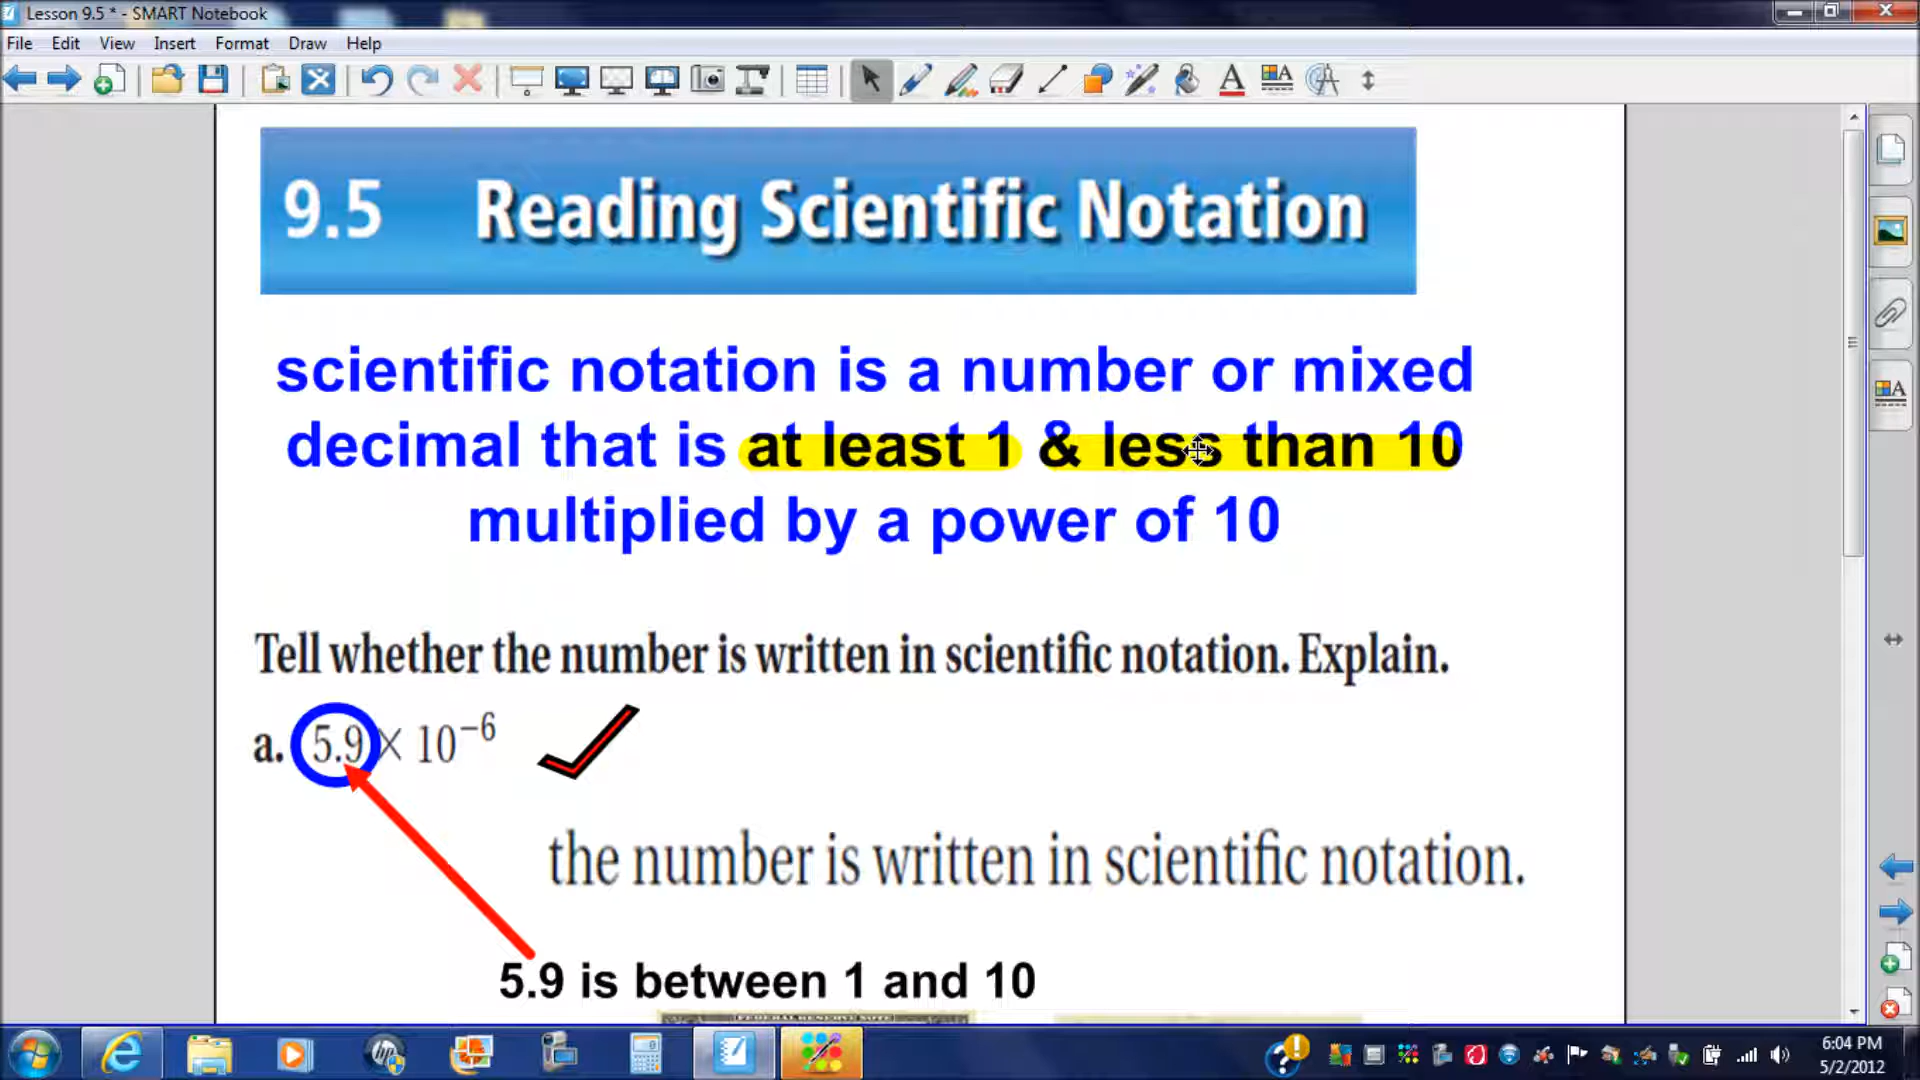 Lesson 9.5 * - SMART Notebook
File Edit View Insert Format Draw Help
9.5 Reading Scientific Notation
scientific notation is a number or mixed
decimal that is at least 1 & less than 10
multiplied by a power of 10
Tell whether the number is written in scientific notation. Explain.
a. 5.9 × 10⁻⁶
the number is written in scientific notation.
5.9 is between 1 and 10
FEDERAL RESERVE NOTE
6:04 PM
5/2/2012